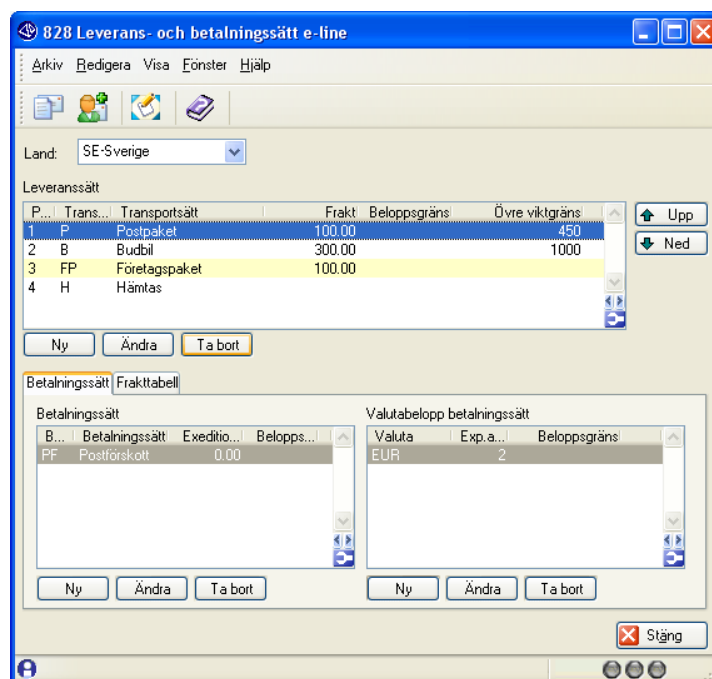 828 Leverans- och betalningssätt e-line
Arkiv Redigera Visa Fönster Hjälp
Land: SE-Sverige
Leveranssätt
P... Trans... Transportsätt Frakt Beloppsgräns Övre viktgräns
1 P Postpaket 100.00 450
2 B Budbil 300.00 1000
3 FP Företagspaket 100.00
4 H Hämtas
Upp
Ned
Ny Ändra Ta bort
Betalningssätt Frakttabell
Betalningssätt Valutabelopp betalningssätt
B... Betalningssätt Exeditio... Belopps... Valuta Exp.a... Beloppsgräns
PF Postförskott 0.00 EUR 2
Ny Ändra Ta bort Ny Ändra Ta bort
Stäng